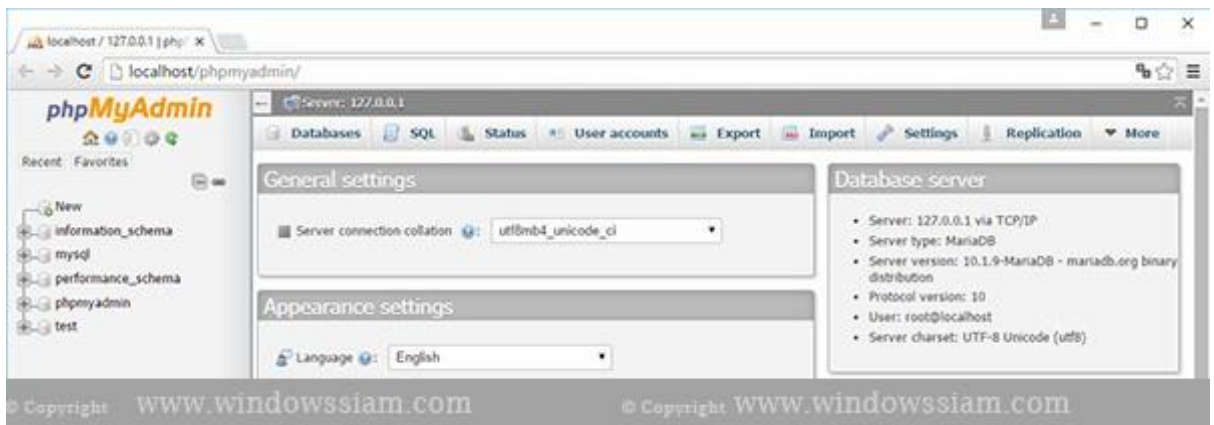 localhost / 127.0.0.1 | php
localhost/phpmyadmin/
phpMyAdmin
Recent Favorites
New
information_schema
mysql
performance_schema
phpmyadmin
test
Server: 127.0.0.1
Databases SQL Status User accounts Export Import Settings Replication More
General settings
Server connection collation : utf8mb4_unicode_ci
Appearance settings
Language : English
Database server
• Server: 127.0.0.1 via TCP/IP
• Server type: MariaDB
• Server version: 10.1.9-MariaDB - mariadb.org binary
distribution
• Protocol version: 10
• User: root@localhost
• Server charset: UTF-8 Unicode (utf8)
© Copyright www.windowssiam.com © Copyright www.windowssiam.com